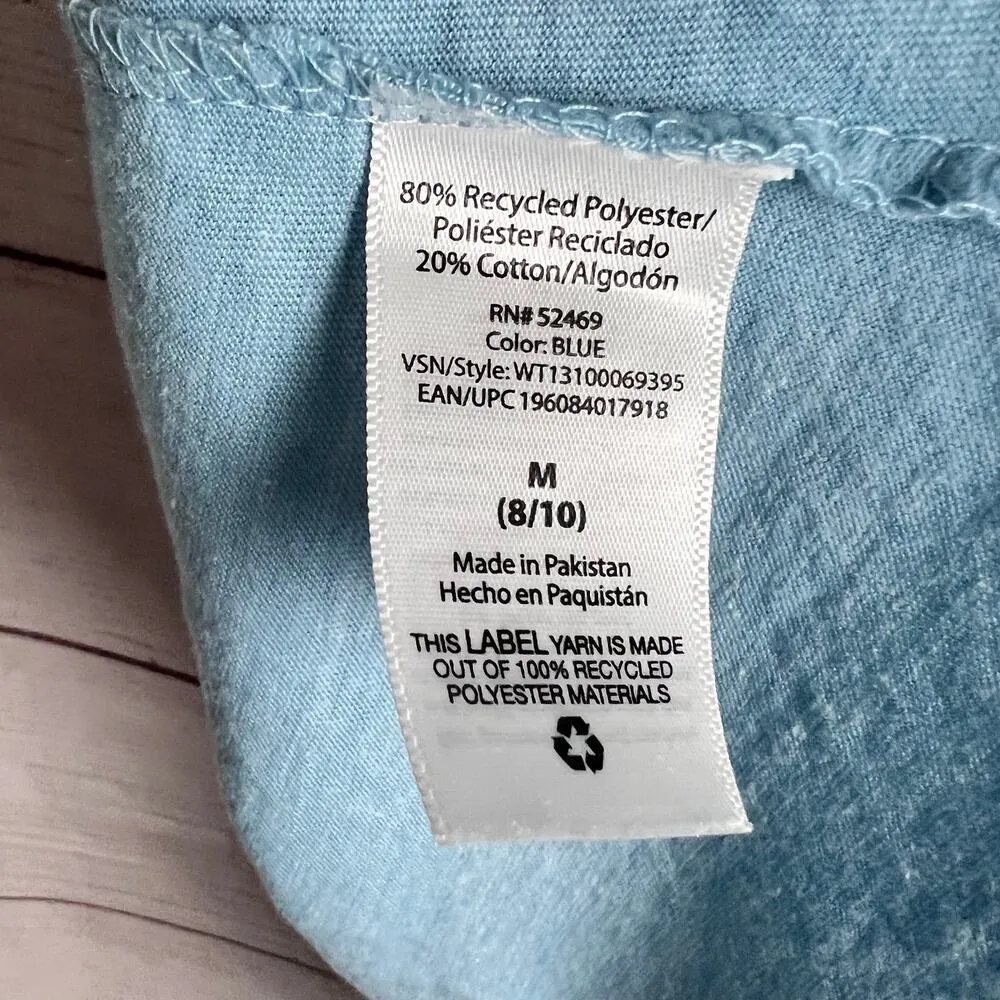 80% Recycled Polyester/
Poliéster Reciclado
20% Cotton/Algodón
RN# 52469
Color: BLUE
VSN/Style: WT13100069395
EAN/UPC 196084017918
M
(8/10)
Made in Pakistan
Hecho en Paquistán
THIS LABEL YARN IS MADE
OUT OF 100% RECYCLED
POLYESTER MATERIALS